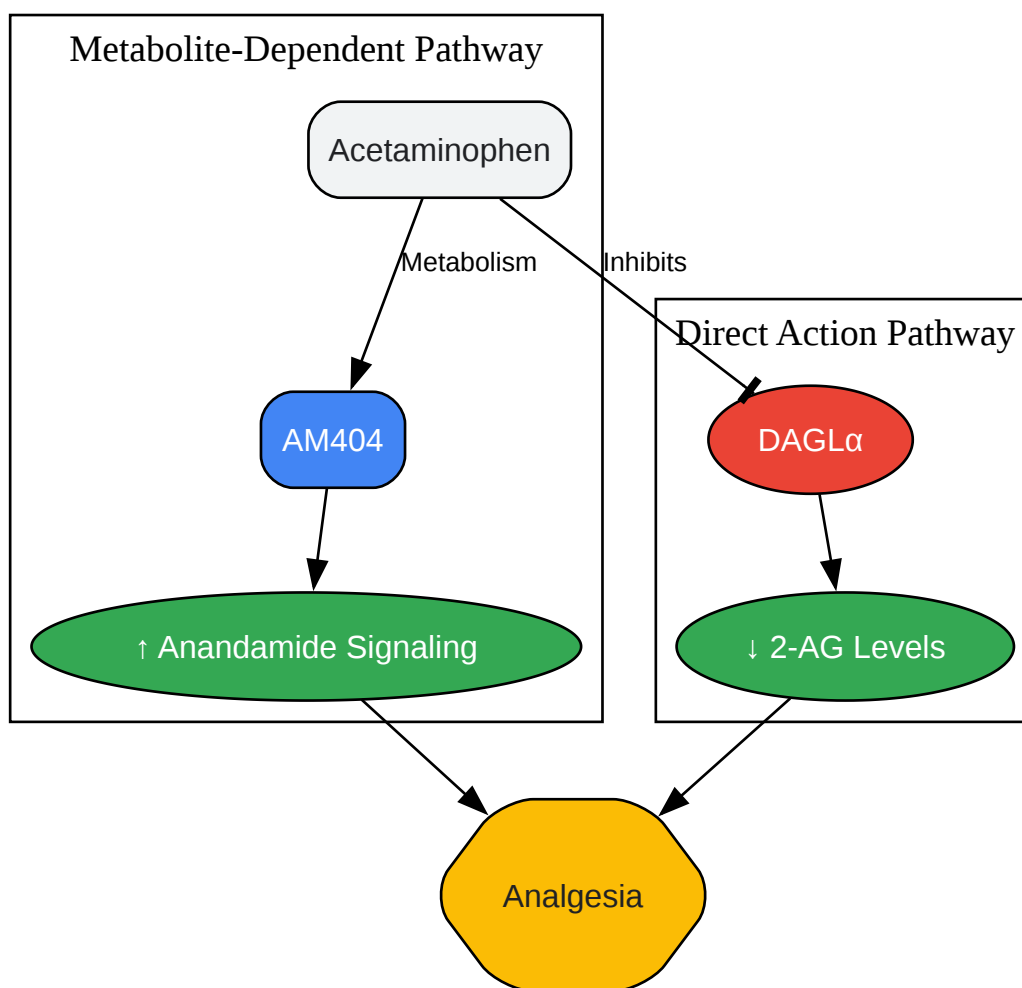 Metabolite-Dependent Pathway
Acetaminophen
Metabolism
Inhibits
Direct Action Pathway
AM404
DAGLα
↑ Anandamide Signaling
↓ 2-AG Levels
Analgesia